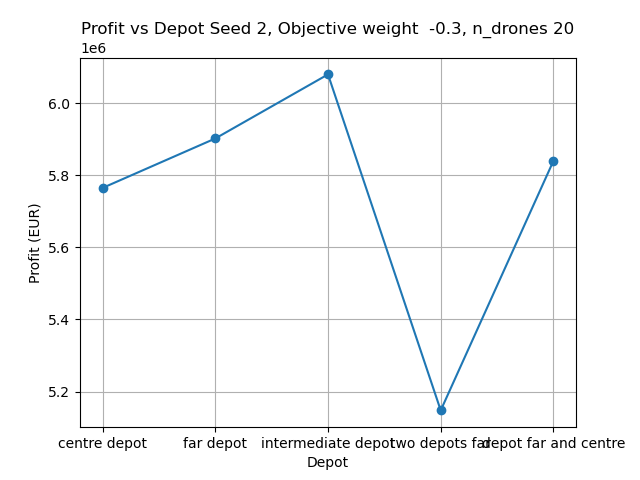 Profit vs Depot Seed 2, Objective weight  -0.3, n_drones 20
1e6
6.0
5.8
5.6
5.4
5.2
Profit (EUR)
centre depot far depot intermediate depot two depots far depot far and centre
Depot